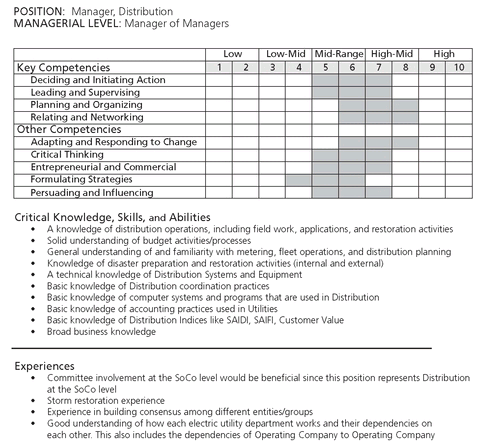 POSITION: Manager, Distribution
MANAGERIAL LEVEL: Manager of Managers
Low Low-Mid Mid-Range High-Mid High
Key Competencies 1 2 3 4 5 6 7 8 9 10
Deciding and Initiating Action
Leading and Supervising
Planning and Organizing
Relating and Networking
Other Competencies
Adapting and Responding to Change
Critical Thinking
Entrepreneurial and Commercial
Formulating Strategies
Persuading and Influencing
Critical Knowledge, Skills, and Abilities
• A knowledge of distribution operations, including field work, applications, and restoration activities
• Solid understanding of budget activities/processes
• General understanding of and familiarity with metering, fleet operations, and distribution planning
• Knowledge of disaster preparation and restoration activities (internal and external)
• A technical knowledge of Distribution Systems and Equipment
• Basic knowledge of Distribution coordination practices
• Basic knowledge of computer systems and programs that are used in Distribution
• Basic knowledge of accounting practices used in Utilities
• Basic knowledge of Distribution Indices like SAIDI, SAIFI, Customer Value
• Broad business knowledge
Experiences
• Committee involvement at the SoCo level would be beneficial since this position represents Distribution
at the SoCo level
• Storm restoration experience
• Experience in building consensus among different entities/groups
• Good understanding of how each electric utility department works and their dependencies on
each other. This also includes the dependencies of Operating Company to Operating Company